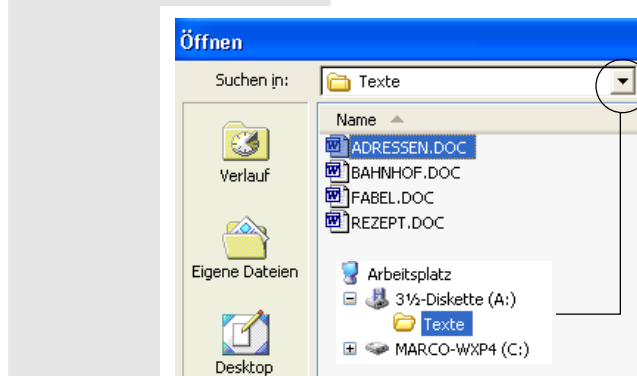 Öffnen
Suchen in:
Texte
Name
ADRESSEN.DOC
BAHNHOF.DOC
FABEL.DOC
REZEPT.DOC
Verlauf
Eigene Dateien
Desktop
Arbeitsplatz
3½-Diskette (A:)
Texte
MARCO-WXP4 (C:)